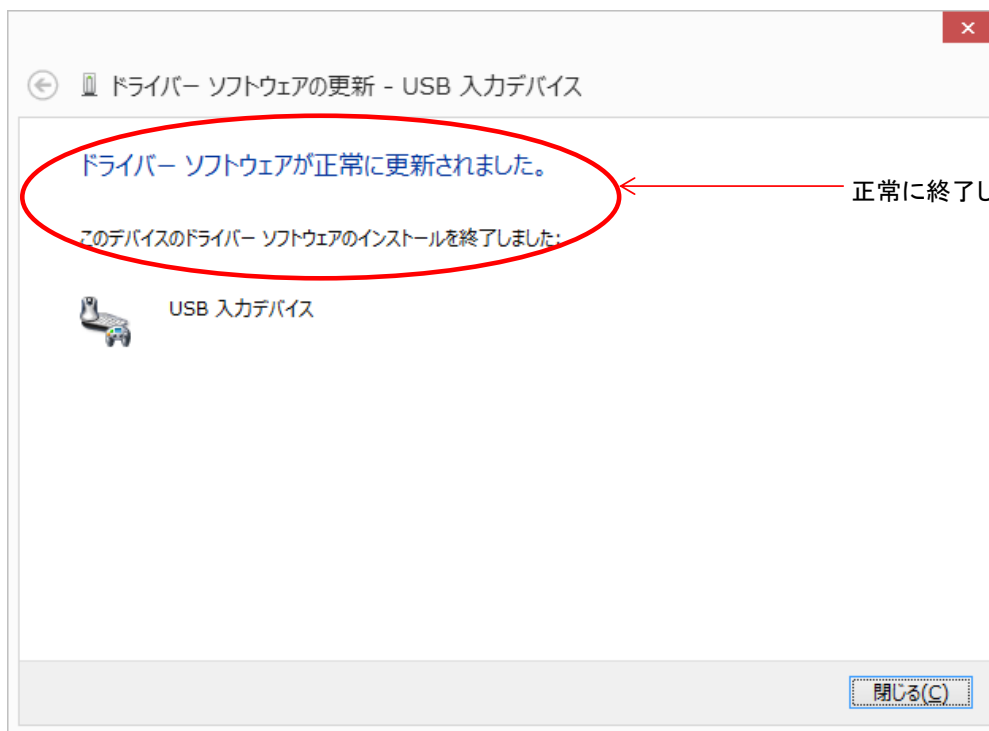 ×
ドライバー ソフトウェアの更新 - USB 入力デバイス
ドライバー ソフトウェアが正常に更新されました。
正常に終了し
このデバイスのドライバー ソフトウェアのインストールを終了しました:
USB 入力デバイス
閉じる(C)